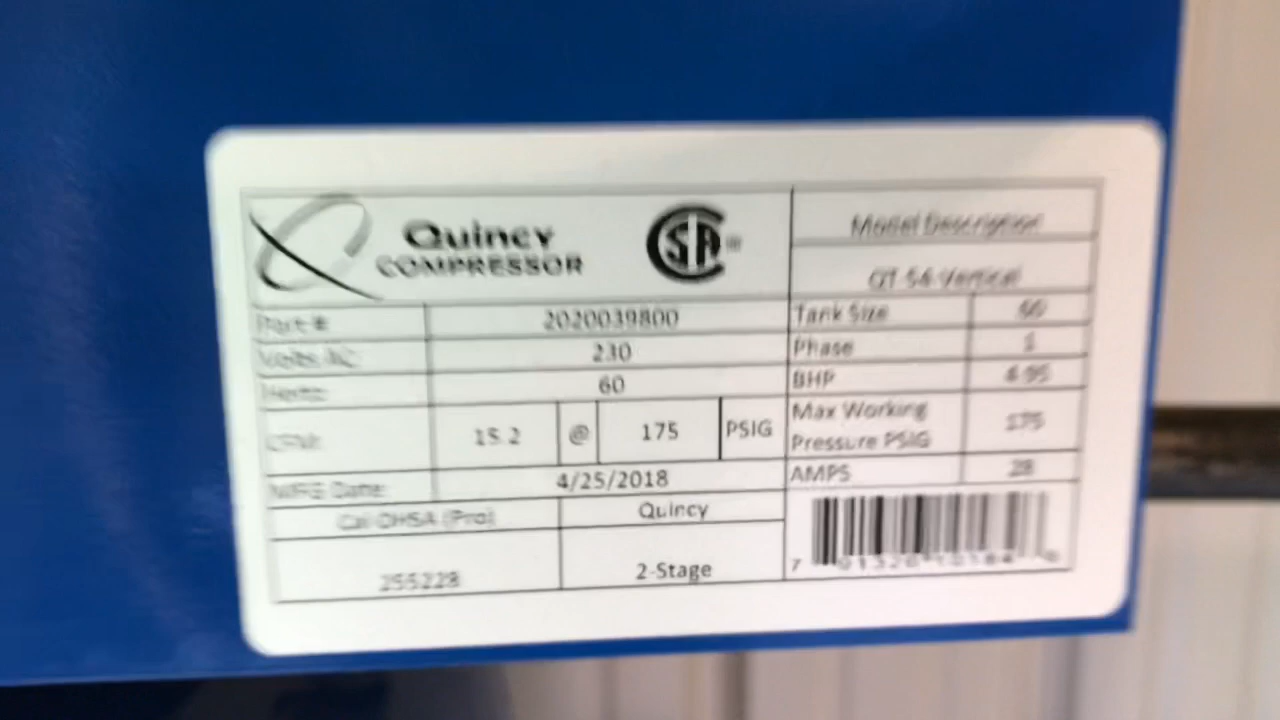 Quincy
COMPRESSOR
SA ®
Model Description
QT-54 Vertical
Part # 2020039800 Tank Size 60
Volts AC 230 Phase 1
Hertz 60 BHP 4.95
CFM: 15.2 @ 175 PSIG Max Working
Pressure PSIG 175
MFG Date 4/25/2018 AMPS 28
Cal OHSA (Pro) Quincy
255228 2-Stage
7